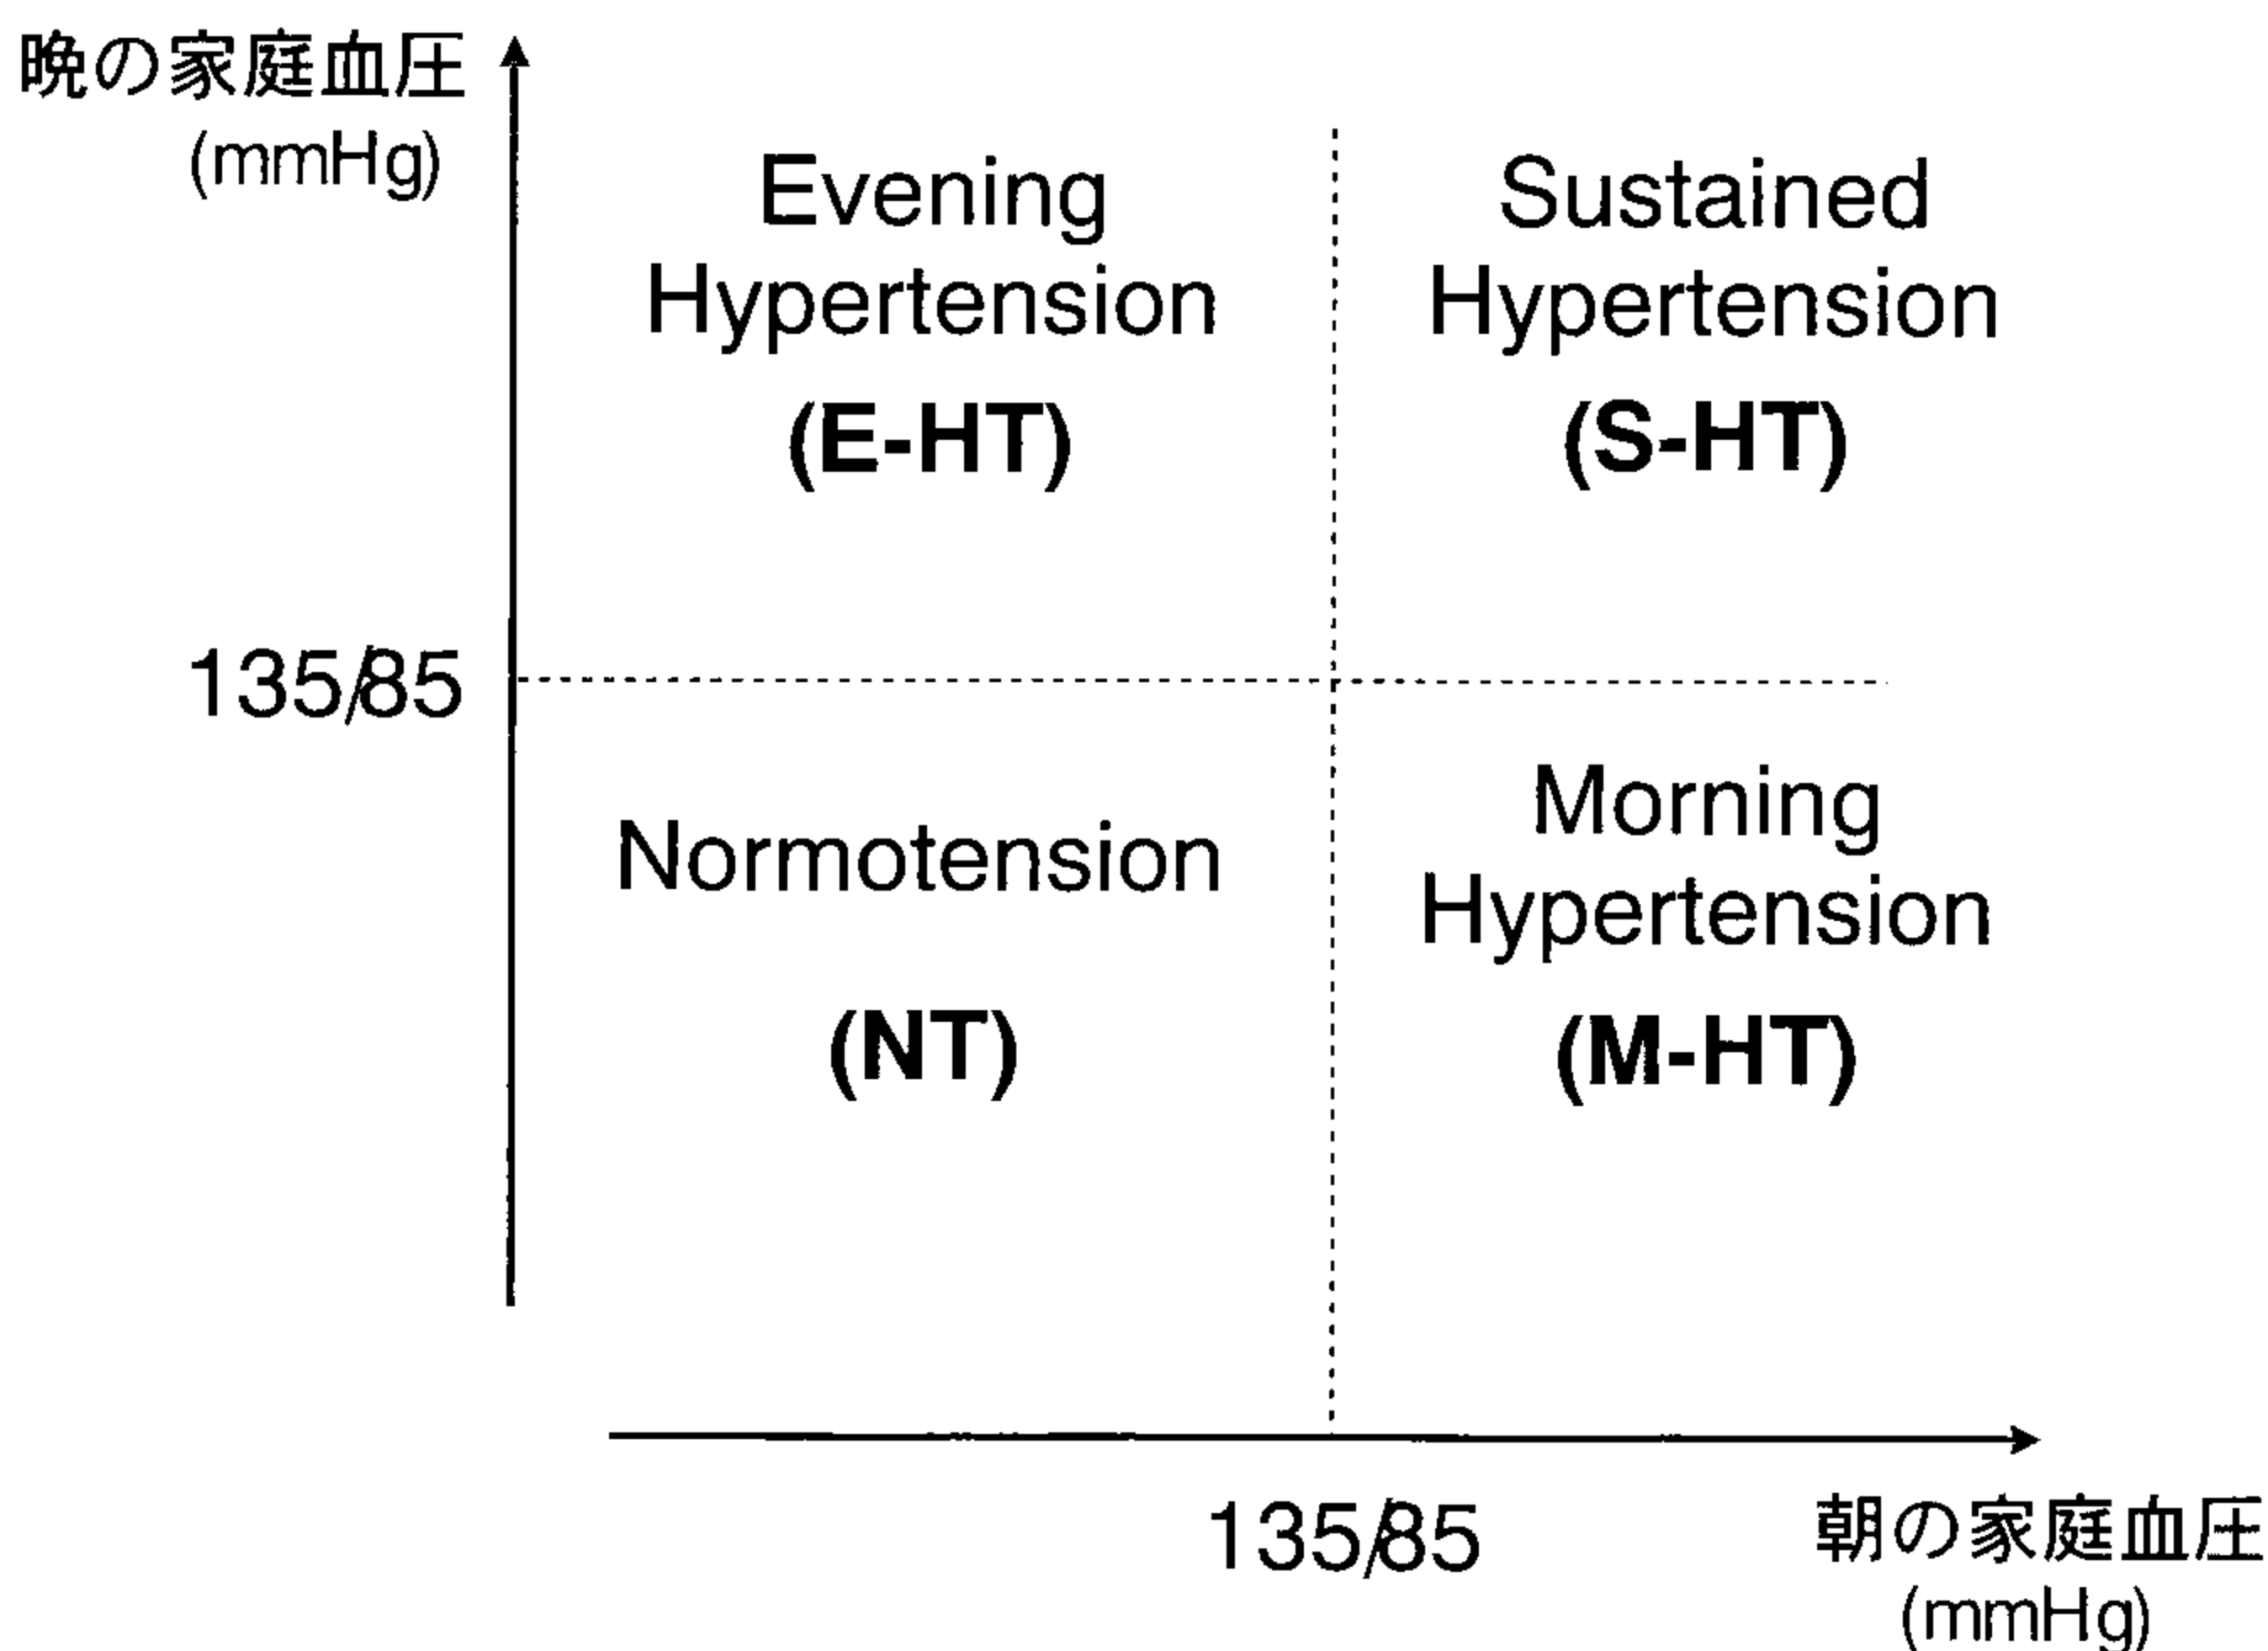 晩の家庭血圧
(mmHg)
Evening
Hypertension
(E-HT)
Sustained
Hypertension
(S-HT)
135/85
Normotension
(NT)
Morning
Hypertension
(M-HT)
135/85
朝の家庭血圧
(mmHg)